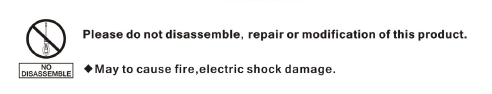 Please do not disassemble, repair or modification of this product.
NO
DISASSEMBLE
◆May to cause fire,electric shock damage.